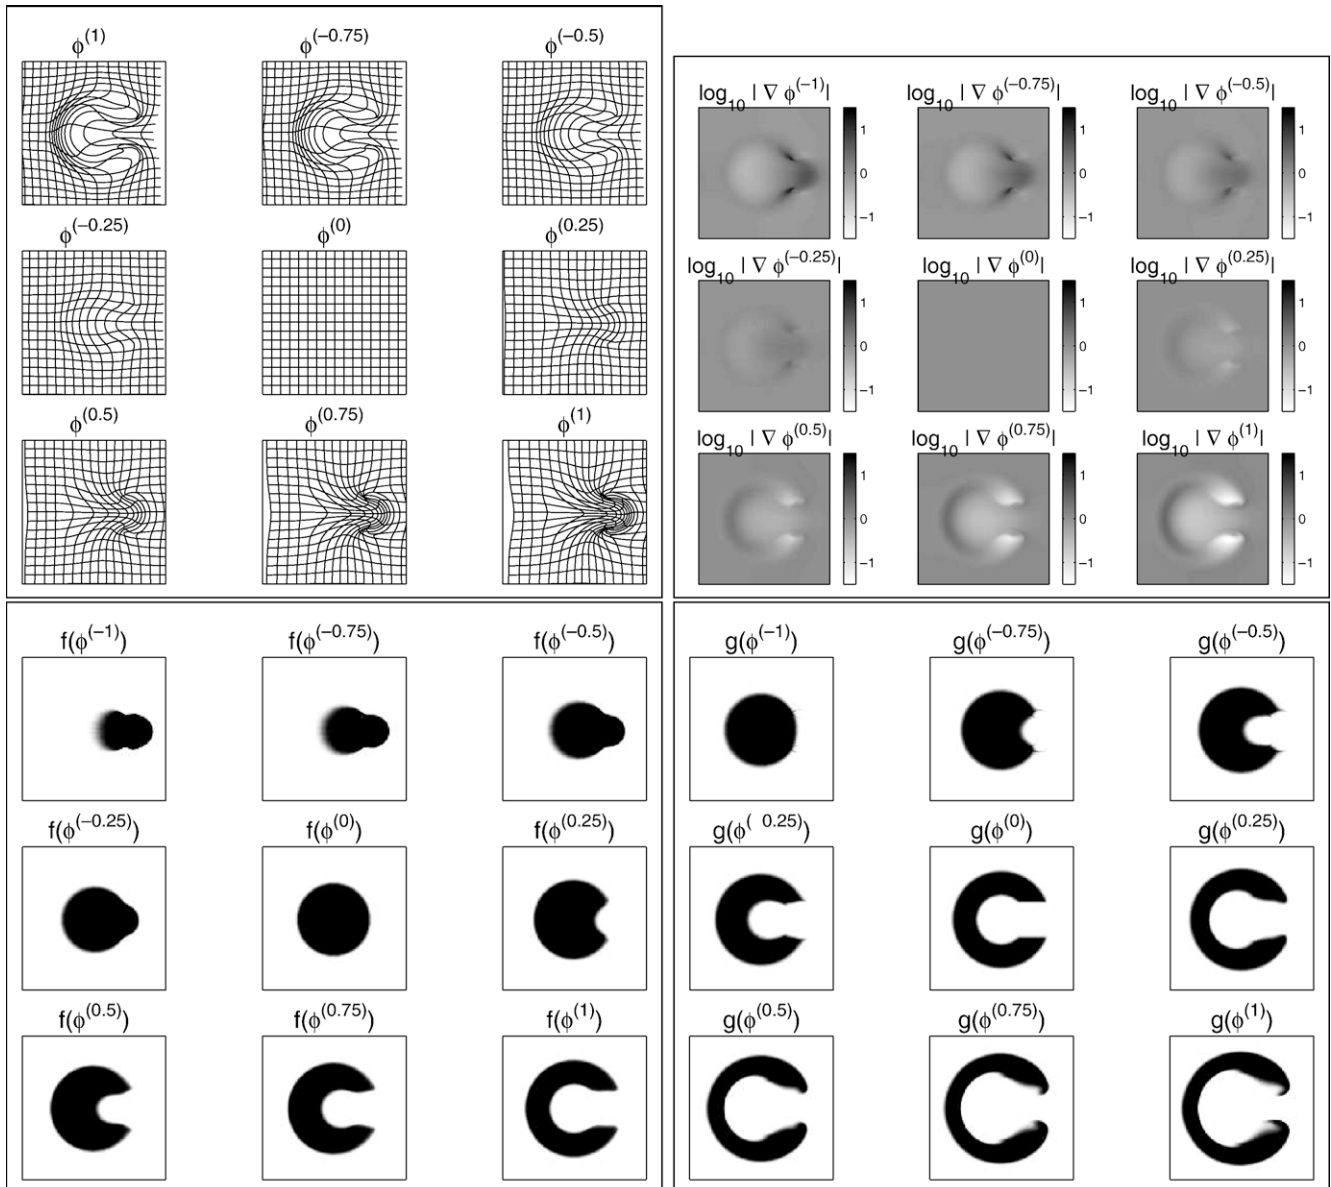 ϕ(1) ϕ(−0.75) ϕ(−0.5)
ϕ(−0.25) ϕ(0) ϕ(0.25)
ϕ(0.5) ϕ(0.75) ϕ(1)
log10 | ∇ ϕ(−1)| log10 | ∇ ϕ(−0.75)| log10 | ∇ ϕ(−0.5)|
1 1 1
0 0 0
−1 −1 −1
log10 | ∇ ϕ(−0.25)| log10 | ∇ ϕ(0)| log10 | ∇ ϕ(0.25)|
1 1 1
0 0 0
−1 −1 −1
log10 | ∇ ϕ(0.5)| log10 | ∇ ϕ(0.75)| log10 | ∇ ϕ(1)|
1 1 1
0 0 0
−1 −1 −1
f(ϕ(−1)) f(ϕ(−0.75)) f(ϕ(−0.5))
f(ϕ(−0.25)) f(ϕ(0)) f(ϕ(0.25))
f(ϕ(0.5)) f(ϕ(0.75)) f(ϕ(1))
g(ϕ(−1)) g(ϕ(−0.75)) g(ϕ(−0.5))
g(ϕ( 0.25)) g(ϕ(0)) g(ϕ(0.25))
g(ϕ(0.5)) g(ϕ(0.75)) g(ϕ(1))